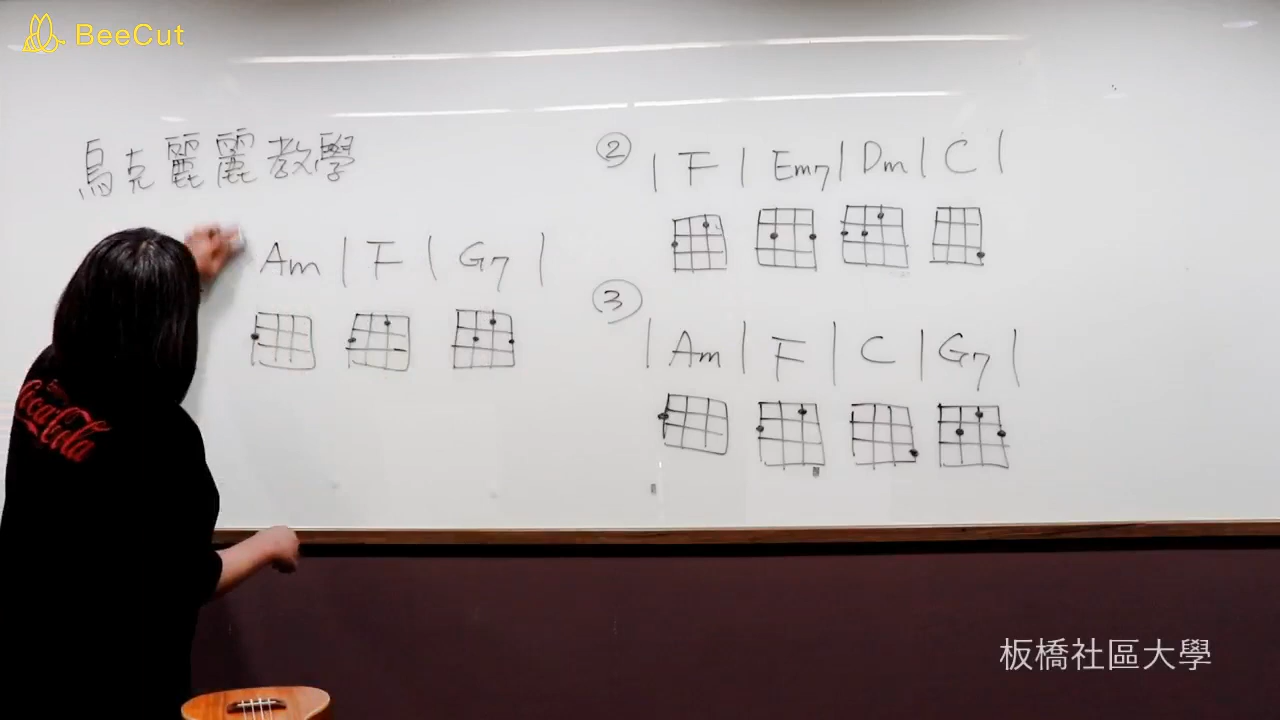 BeeCut
烏克麗麗教學
Am | F | G7 |
② | F | Em7 | Dm | C |
③ | Am | F | C | G7 |
Coca-Cola
板橋社區大學